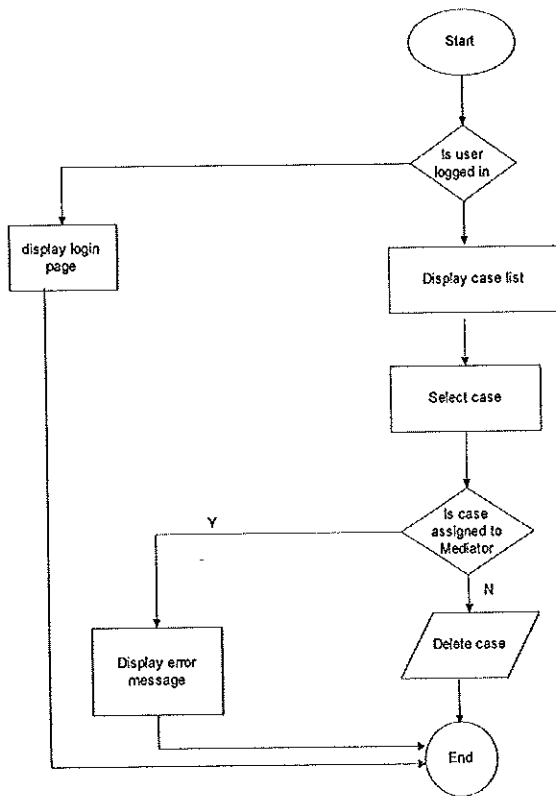 Start
Is user
logged in
display login
page
Display case list
Select case
Is case
assigned to
Mediator
Y
N
Display error
message
Delete case
End